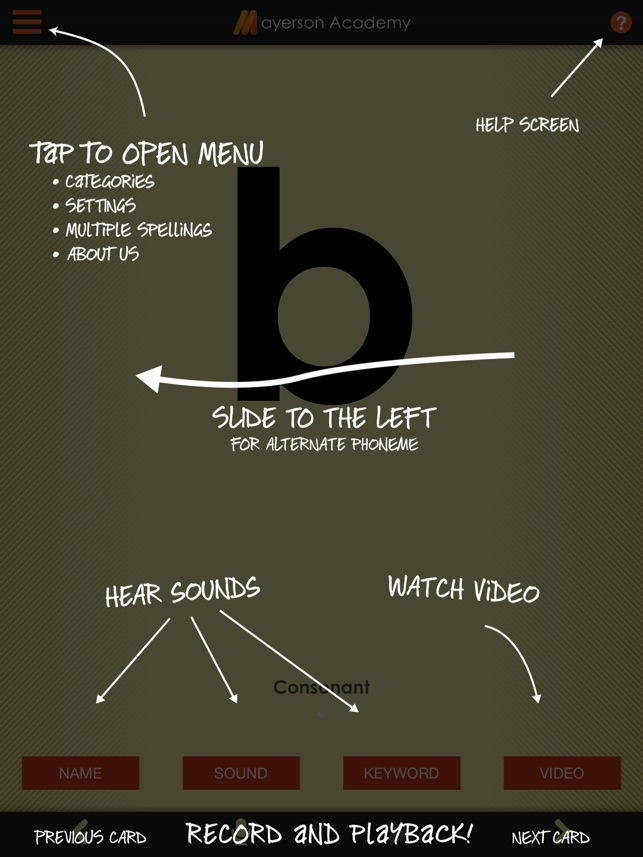 Mayerson Academy
?
HELP SCREEN
TAP TO OPEN MENU
• CATEGORIES
• SETTINGS
• MULTIPLE SPELLINGS
• ABOUT US
b
SLIDE TO THE LEFT
FOR ALTERNATE PHONEME
HEAR SOUNDS
WATCH VIDEO
Consonant
NAME SOUND KEYWORD VIDEO
PREVIOUS CARD RECORD AND PLAYBACK! NEXT CARD